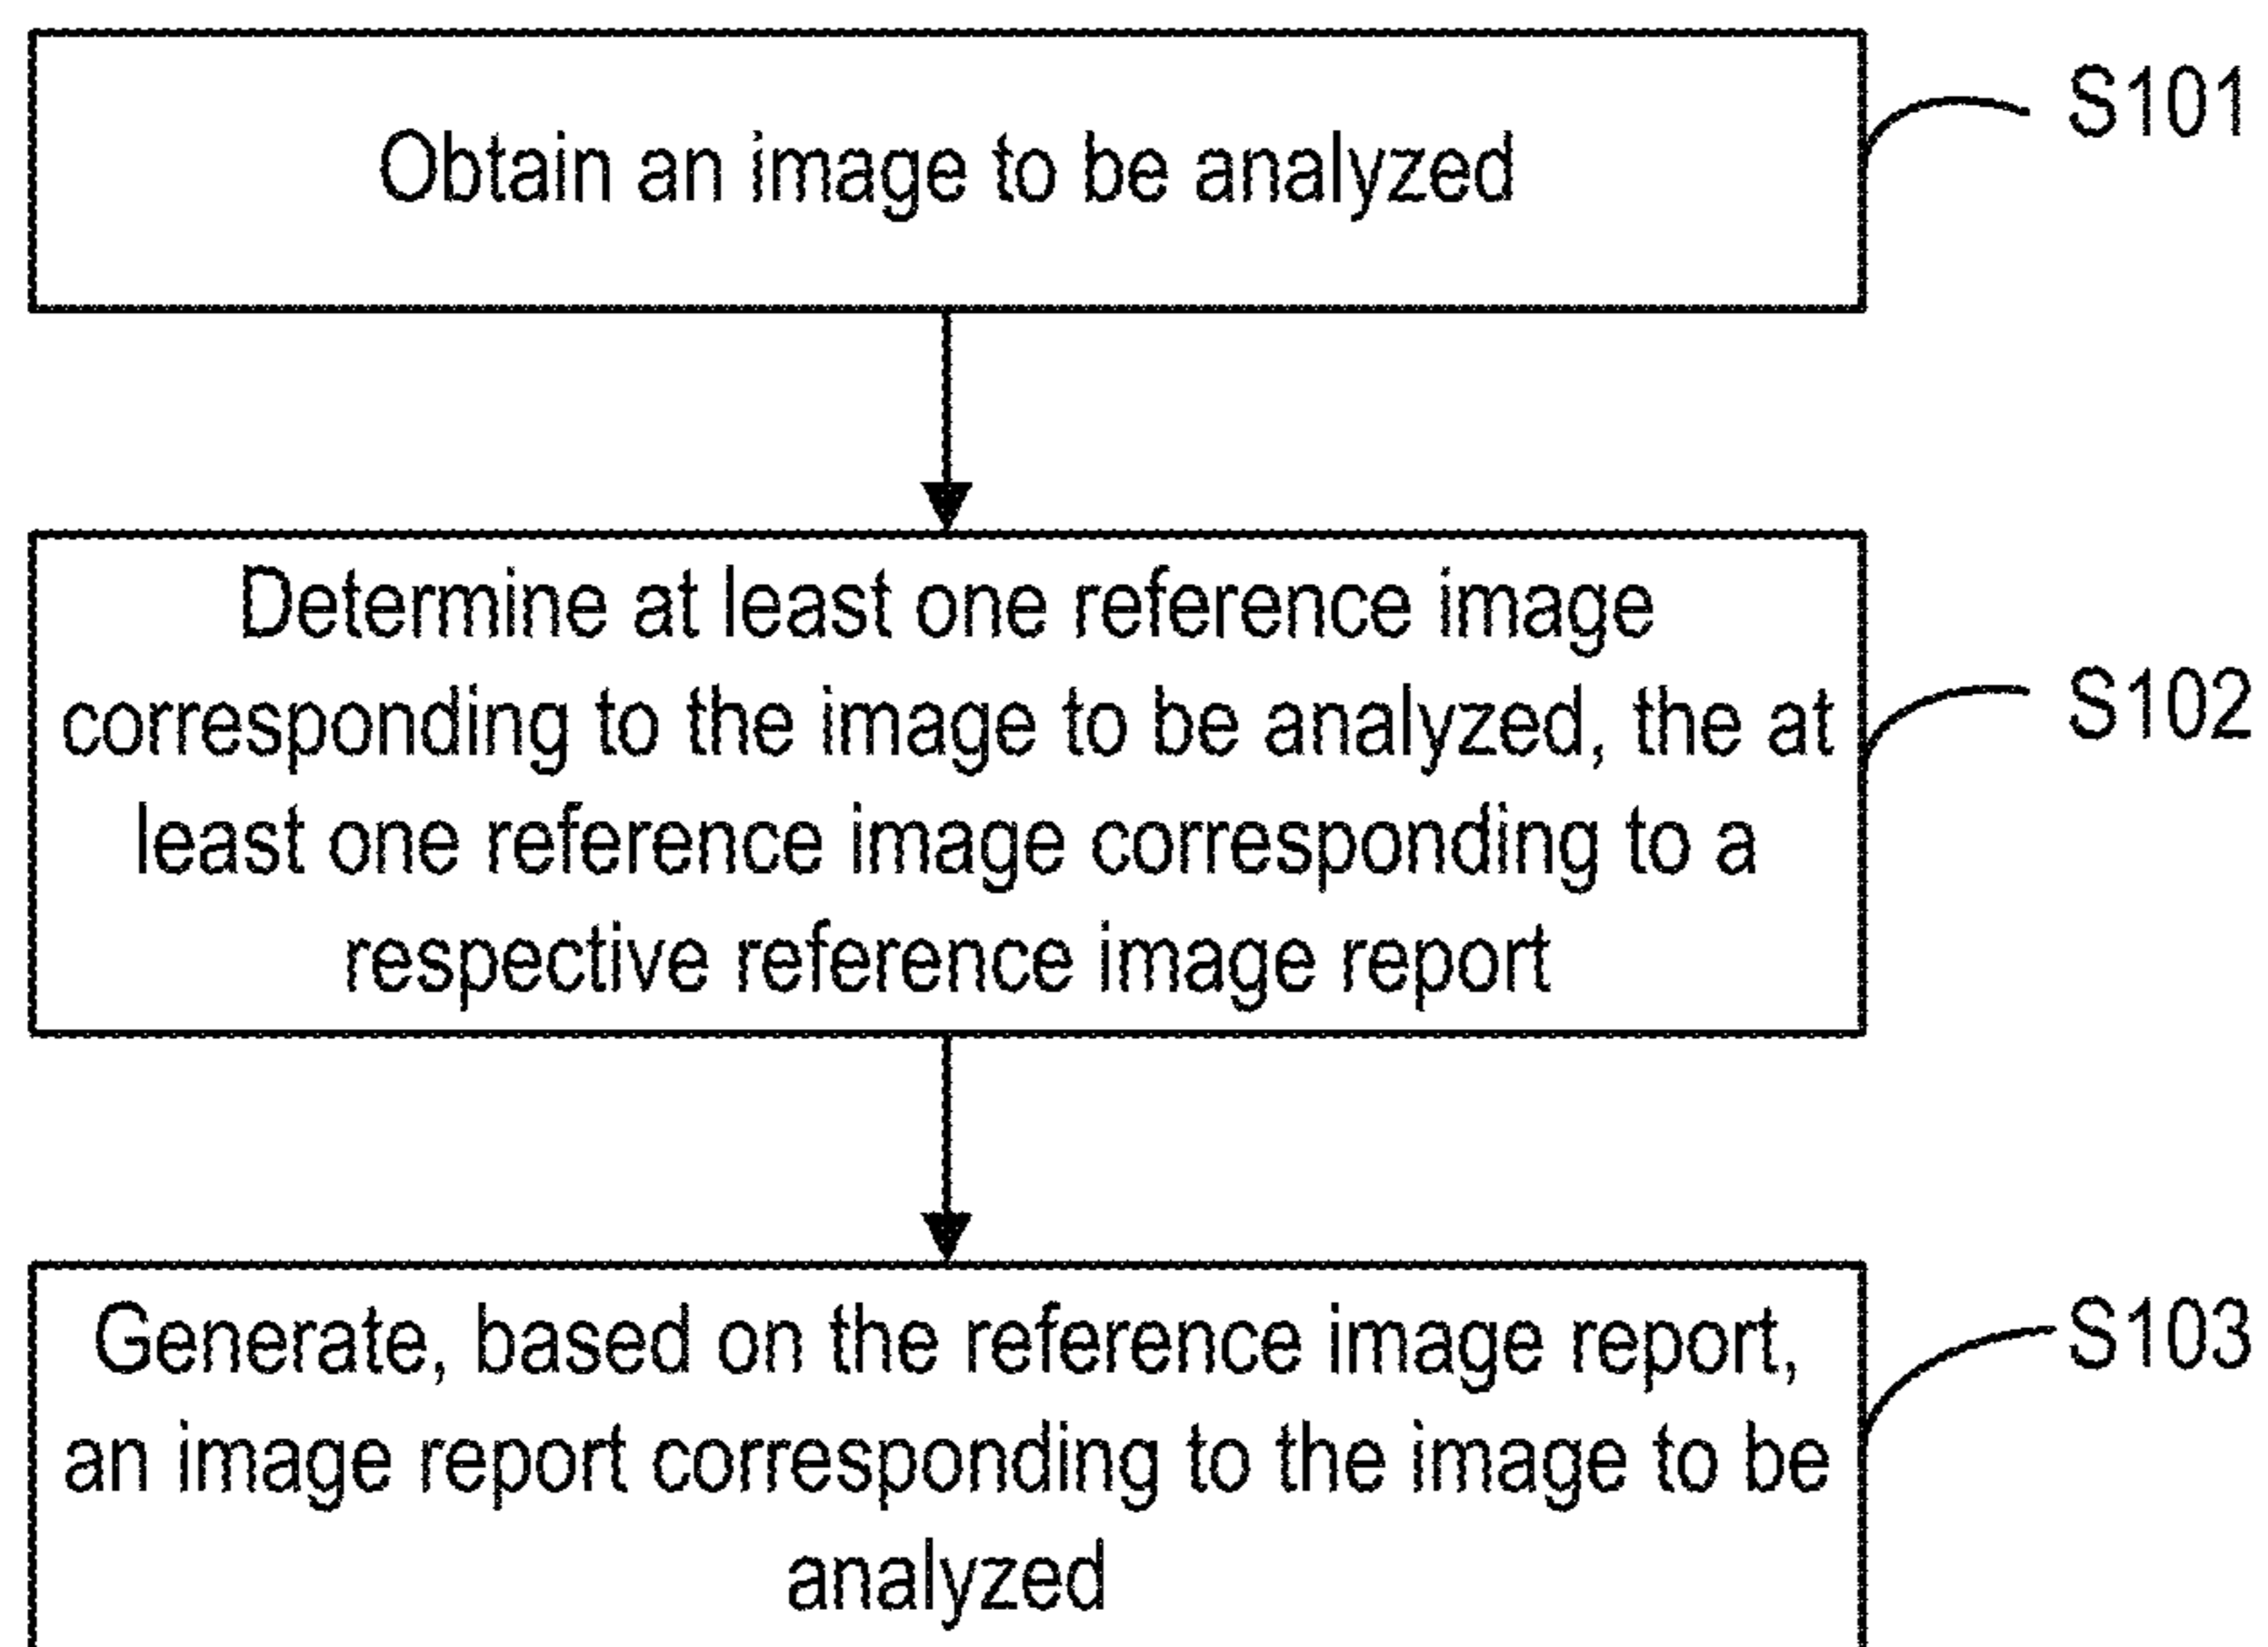 Obtain an image to be analyzed
S101
Determine at least one reference image
corresponding to the image to be analyzed, the at
least one reference image corresponding to a
respective reference image report
S102
Generate, based on the reference image report,
an image report corresponding to the image to be
analyzed
S103